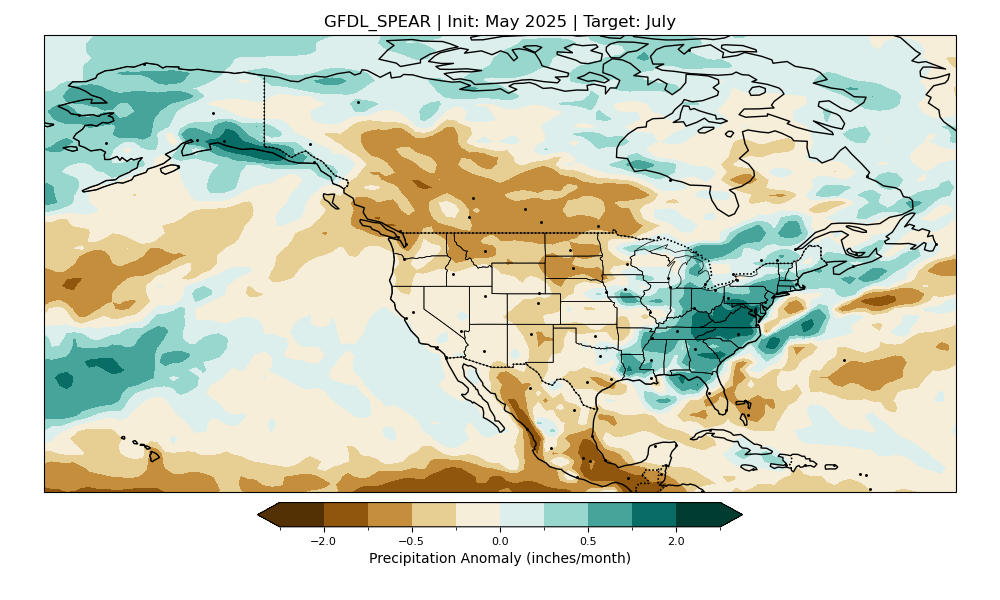 GFDL_SPEAR | Init: May 2025 | Target: July
−2.0 −0.5 0.0 0.5 2.0
Precipitation Anomaly (inches/month)